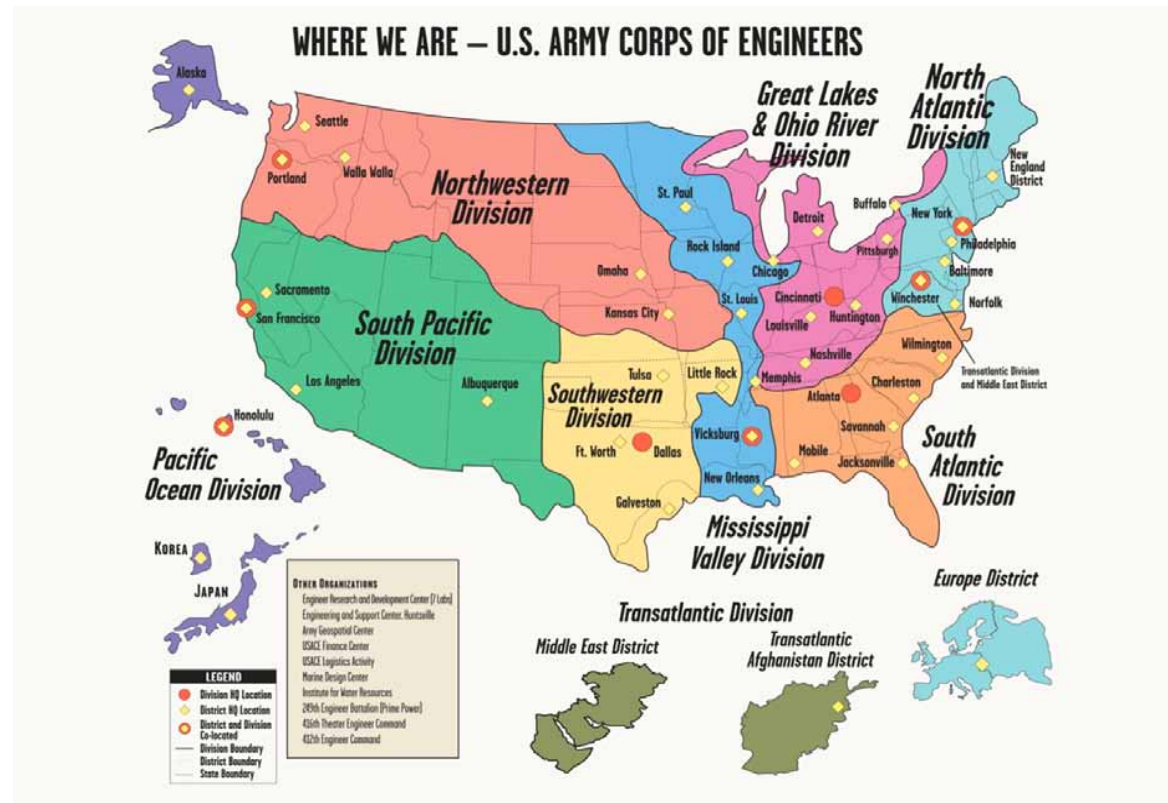 WHERE WE ARE – U.S. ARMY CORPS OF ENGINEERS
Alaska
Seattle
Portland
Walla Walla
Northwestern
Division
Omaha
Kansas City
St. Paul
Rock Island
St. Louis
Great Lakes
& Ohio River
Division
Chicago
Detroit
Buffalo
Pittsburgh
Cincinnati
Louisville
Huntington
Nashville
North
Atlantic
Division
New
England
District
New York
Philadelphia
Baltimore
Winchester
Norfolk
Transatlantic Division
and Middle East District
Sacramento
San Francisco
South Pacific
Division
Los Angeles
Albuquerque
Southwestern
Division
Tulsa
Little Rock
Ft. Worth
Dallas
Galveston
Memphis
Vicksburg
New Orleans
Mississippi
Valley Division
Wilmington
Charleston
Atlanta
Savannah
Mobile
Jacksonville
South
Atlantic
Division
Honolulu
Pacific
Ocean Division
KOREA
JAPAN
OTHER ORGANIZATIONS
Engineer Research and Development Center (7 Labs)
Engineering and Support Center, Huntsville
Army Geospatial Center
USACE Finance Center
USACE Logistics Activity
Marine Design Center
Institute for Water Resources
249th Engineer Battalion (Prime Power)
416th Theater Engineer Command
412th Engineer Command
LEGEND
Division HQ Location
District HQ Location
District and Division
Co-located
Division Boundary
District Boundary
State Boundary
Transatlantic Division
Middle East District
Transatlantic
Afghanistan District
Europe District